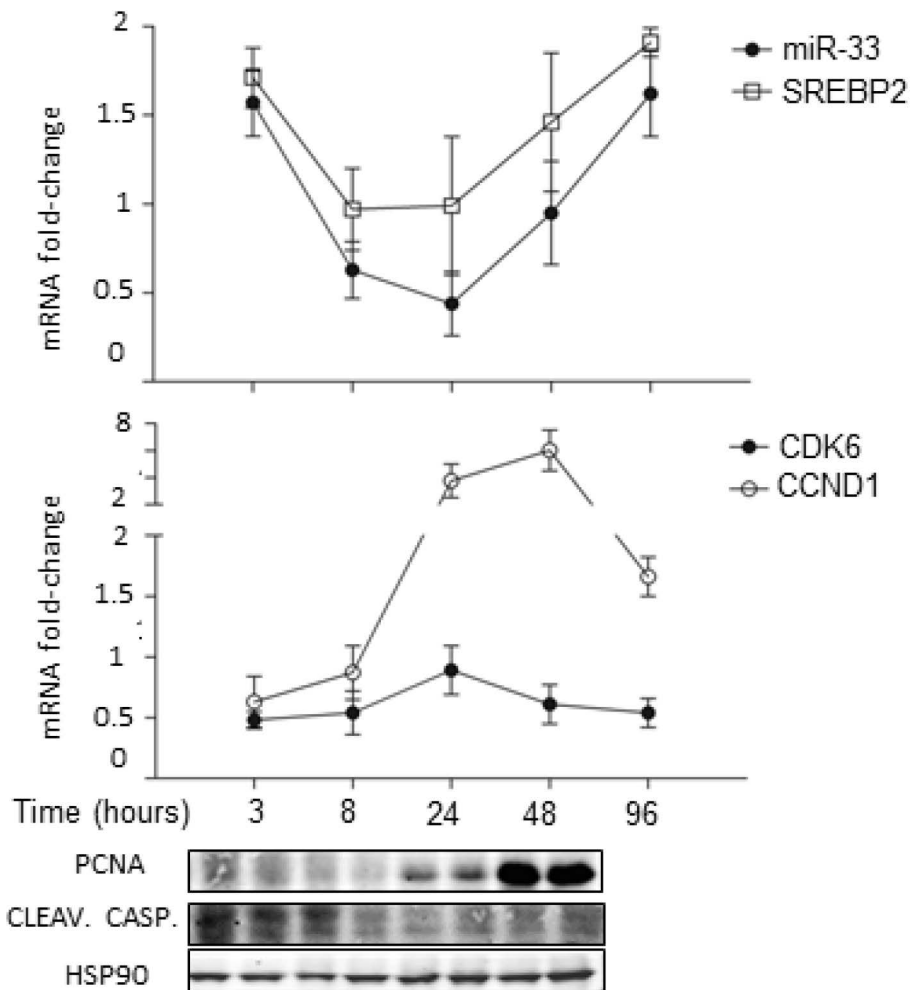 2
1.5
1
0.5
0
mRNA fold-change
miR-33
SREBP2
8
2
2
1.5
1
0.5
0
mRNA fold-change
CDK6
CCND1
Time (hours) 3 8 24 48 96
PCNA
CLEAV. CASP.
HSP90